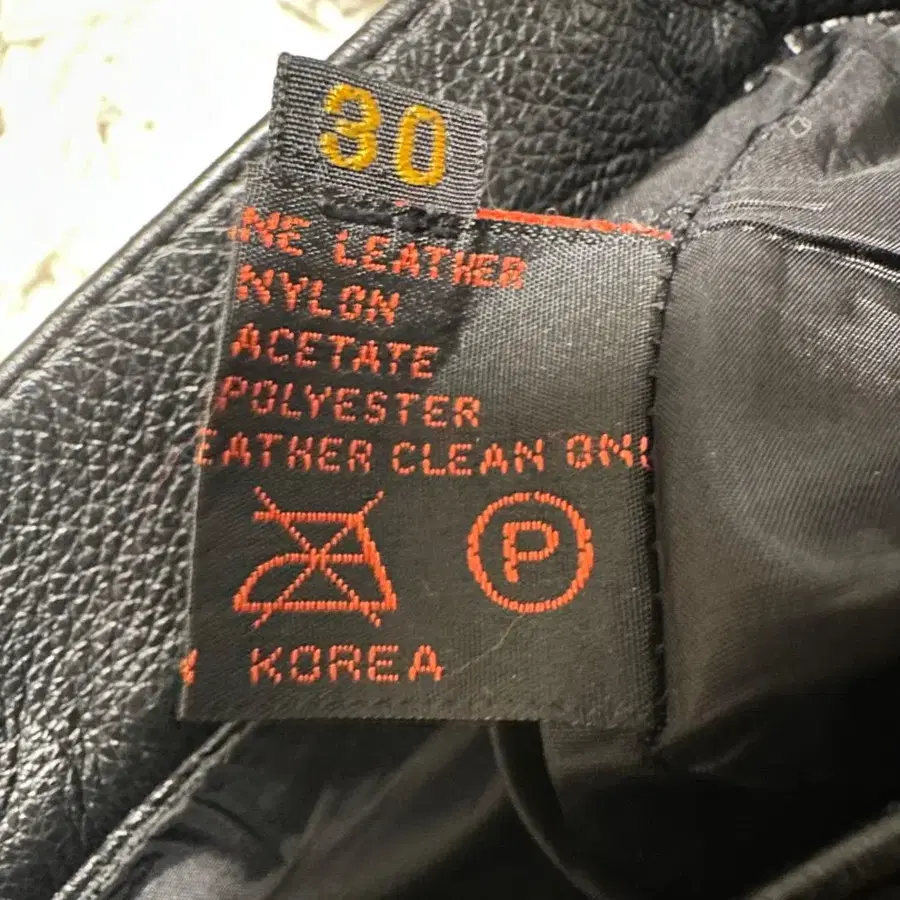 30
NE LEATHER
NYLON
ACETATE
POLYESTER
EATHER CLEAN ONL
P
KOREA